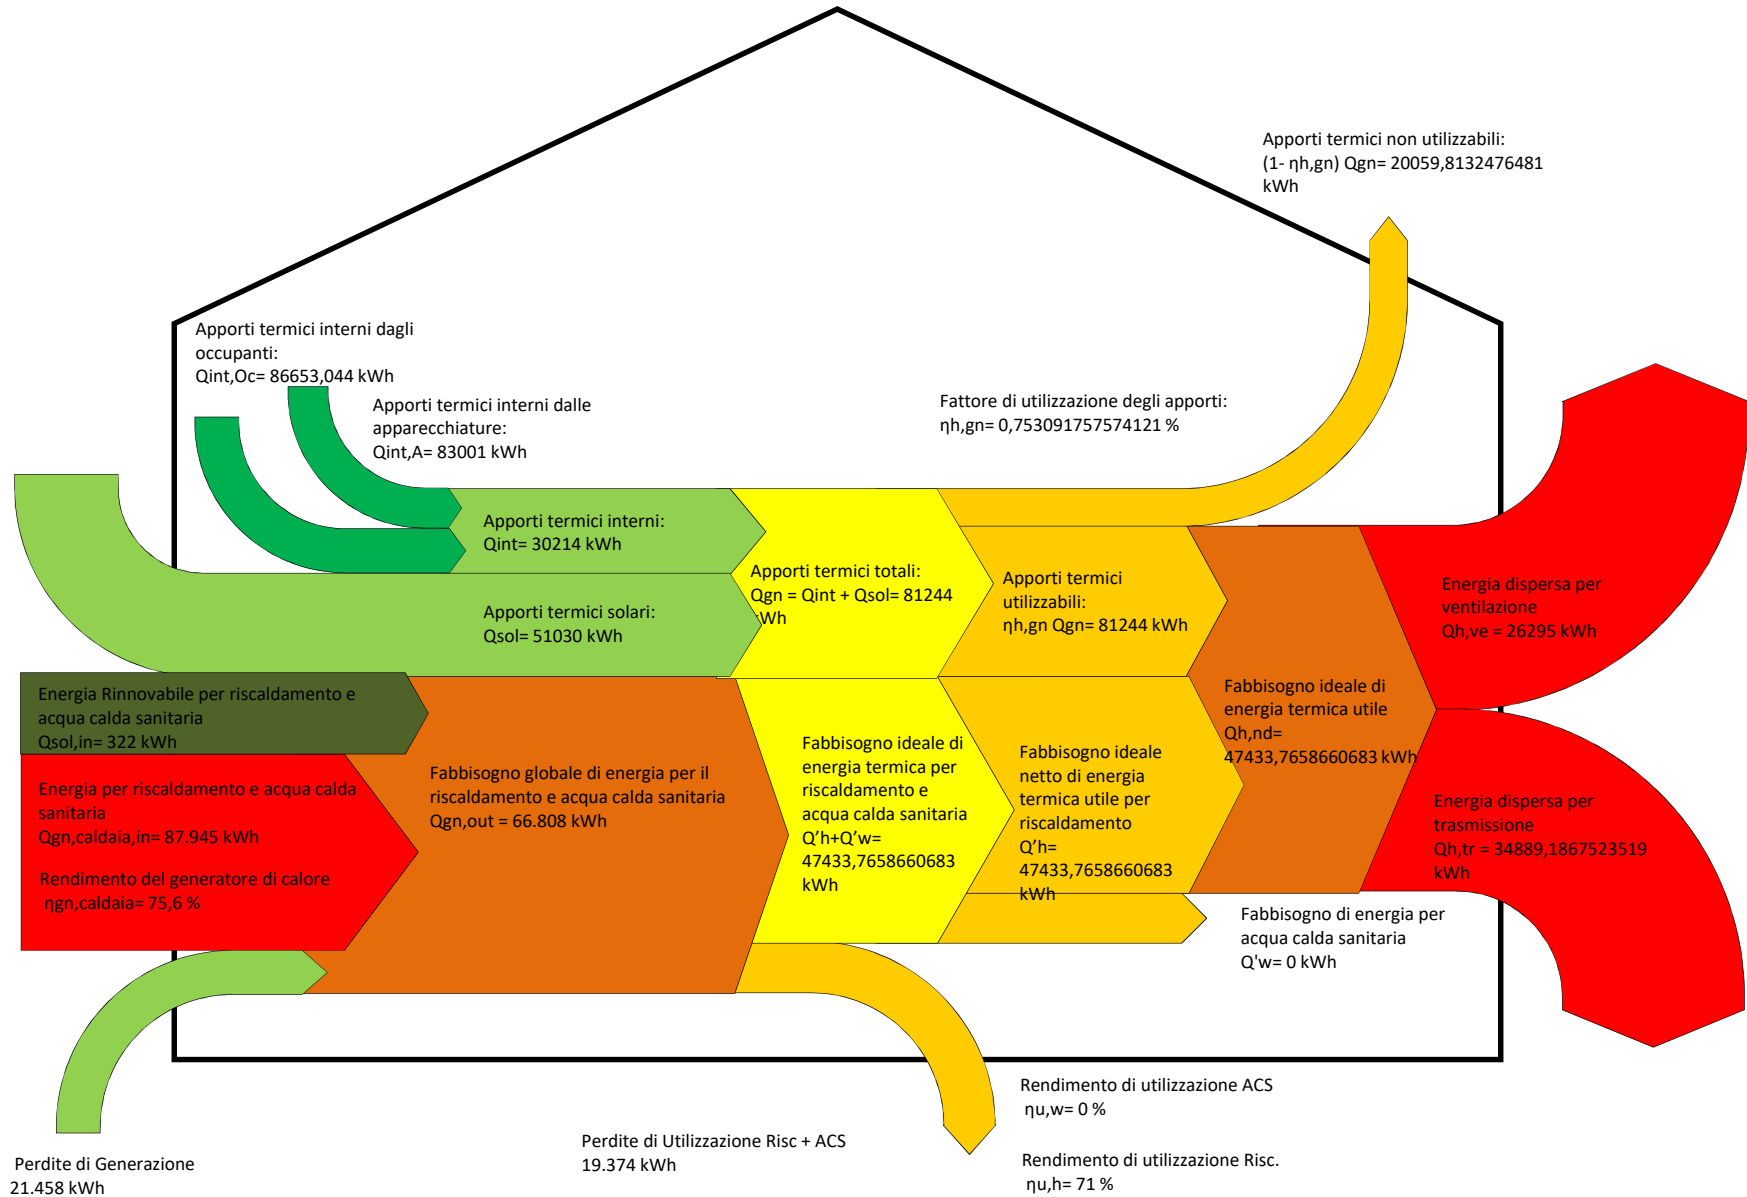 Apporti termici non utilizzabili:
(1- ηh,gn) Qgn= 20059,8132476481
kWh
Apporti termici interni dagli
occupanti:
Qint,Oc= 86653,044 kWh
Apporti termici interni dalle
apparecchiature:
Qint,A= 83001 kWh
Fattore di utilizzazione degli apporti:
ηh,gn= 0,753091757574121 %
Apporti termici interni:
Qint= 30214 kWh
Apporti termici solari:
Qsol= 51030 kWh
Apporti termici totali:
Qgn = Qint + Qsol= 81244
kWh
Apporti termici
utilizzabili:
ηh,gn Qgn= 81244 kWh
Energia dispersa per
ventilazione
Qh,ve = 26295 kWh
Energia Rinnovabile per riscaldamento e
acqua calda sanitaria
Qsol,in= 322 kWh
Energia per riscaldamento e acqua calda
sanitaria
Qgn,caldaia,in= 87.945 kWh
Rendimento del generatore di calore
ηgn,caldaia= 75,6 %
Fabbisogno globale di energia per il
riscaldamento e acqua calda sanitaria
Qgn,out = 66.808 kWh
Fabbisogno ideale di
energia termica per
riscaldamento e
acqua calda sanitaria
Q’h+Q’w=
47433,7658660683
kWh
Fabbisogno ideale
netto di energia
termica utile per
riscaldamento
Q’h=
47433,7658660683
kWh
Fabbisogno ideale di
energia termica utile
Qh,nd=
47433,7658660683 kWh
Energia dispersa per
trasmissione
Qh,tr = 34889,1867523519
kWh
Fabbisogno di energia per
acqua calda sanitaria
Q'w= 0 kWh
Rendimento di utilizzazione ACS
ηu,w= 0 %
Rendimento di utilizzazione Risc.
ηu,h= 71 %
Perdite di Utilizzazione Risc + ACS
19.374 kWh
Perdite di Generazione
21.458 kWh